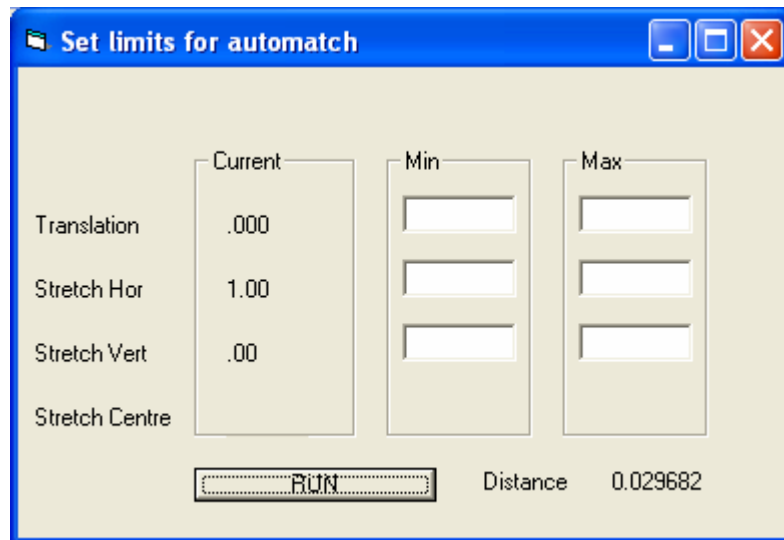 Set limits for automatch
Current Min Max
Translation .000
Stretch Hor 1.00
Stretch Vert .00
Stretch Centre
RUN Distance 0.029682